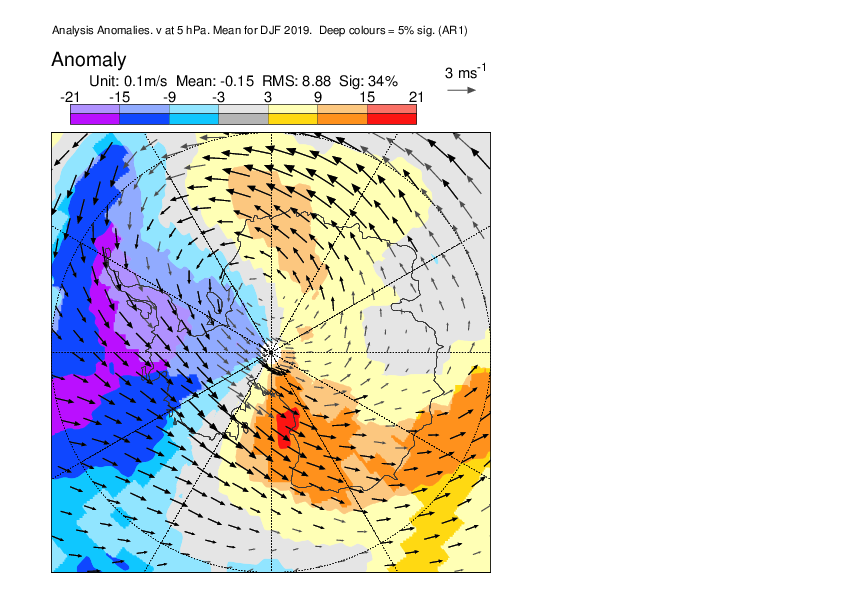 Analysis Anomalies. v at 5 hPa. Mean for DJF 2019.  Deep colours = 5% sig. (AR1)
Anomaly
3 ms-1
Unit: 0.1m/s  Mean: -0.15  RMS: 8.88  Sig: 34%
-21 -15 -9 -3 3 9 15 21